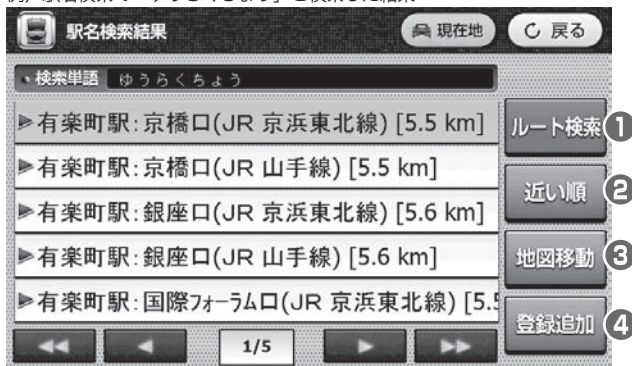 駅名検索結果
現在地
戻る
検索単語 ゆうらくちょう
有楽町駅:京橋口(JR 京浜東北線) [5.5 km]
ルート検索 1
有楽町駅:京橋口(JR 山手線) [5.5 km]
近い順 2
有楽町駅:銀座口(JR 京浜東北線) [5.6 km]
有楽町駅:銀座口(JR 山手線) [5.6 km]
地図移動 3
有楽町駅:国際フォーラム口(JR 京浜東北線) [5.5
登録追加 4
1/5